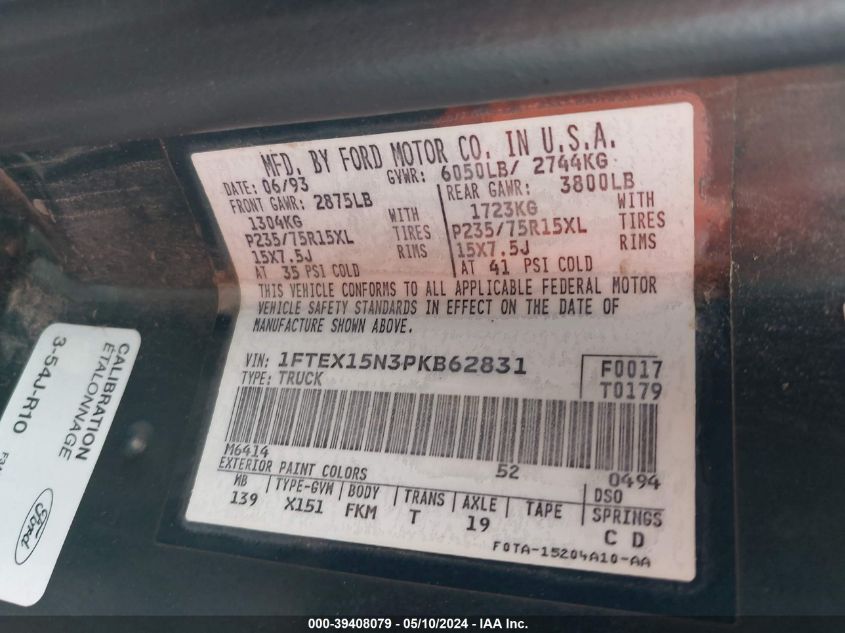 MFD. BY FORD MOTOR CO. IN U.S.A.
DATE: 06/93 GVWR: 6050LB/ 2744KG
FRONT GAWR: 2875LB REAR GAWR: 3800LB
1304KG WITH 1723KG WITH
P235/75R15XL TIRES P235/75R15XL TIRES
15X7.5J RIMS 15X7.5J RIMS
AT 35 PSI COLD AT 41 PSI COLD
THIS VEHICLE CONFORMS TO ALL APPLICABLE FEDERAL MOTOR
VEHICLE SAFETY STANDARDS IN EFFECT ON THE DATE OF
MANUFACTURE SHOWN ABOVE.
VIN: 1FTEX15N3PKB62831 F0017
TYPE: TRUCK T0179
M6414 52 0494
EXTERIOR PAINT COLORS DSO
MB TYPE-GVW BODY TRANS AXLE TAPE SPRINGS
139 X151 FKM T 19 C D
F0TA-15204A10-AA
CALIBRATION
ETALONNAGE
3-54J-R10
Ford
000-39408079 - 05/10/2024 - IAA Inc.